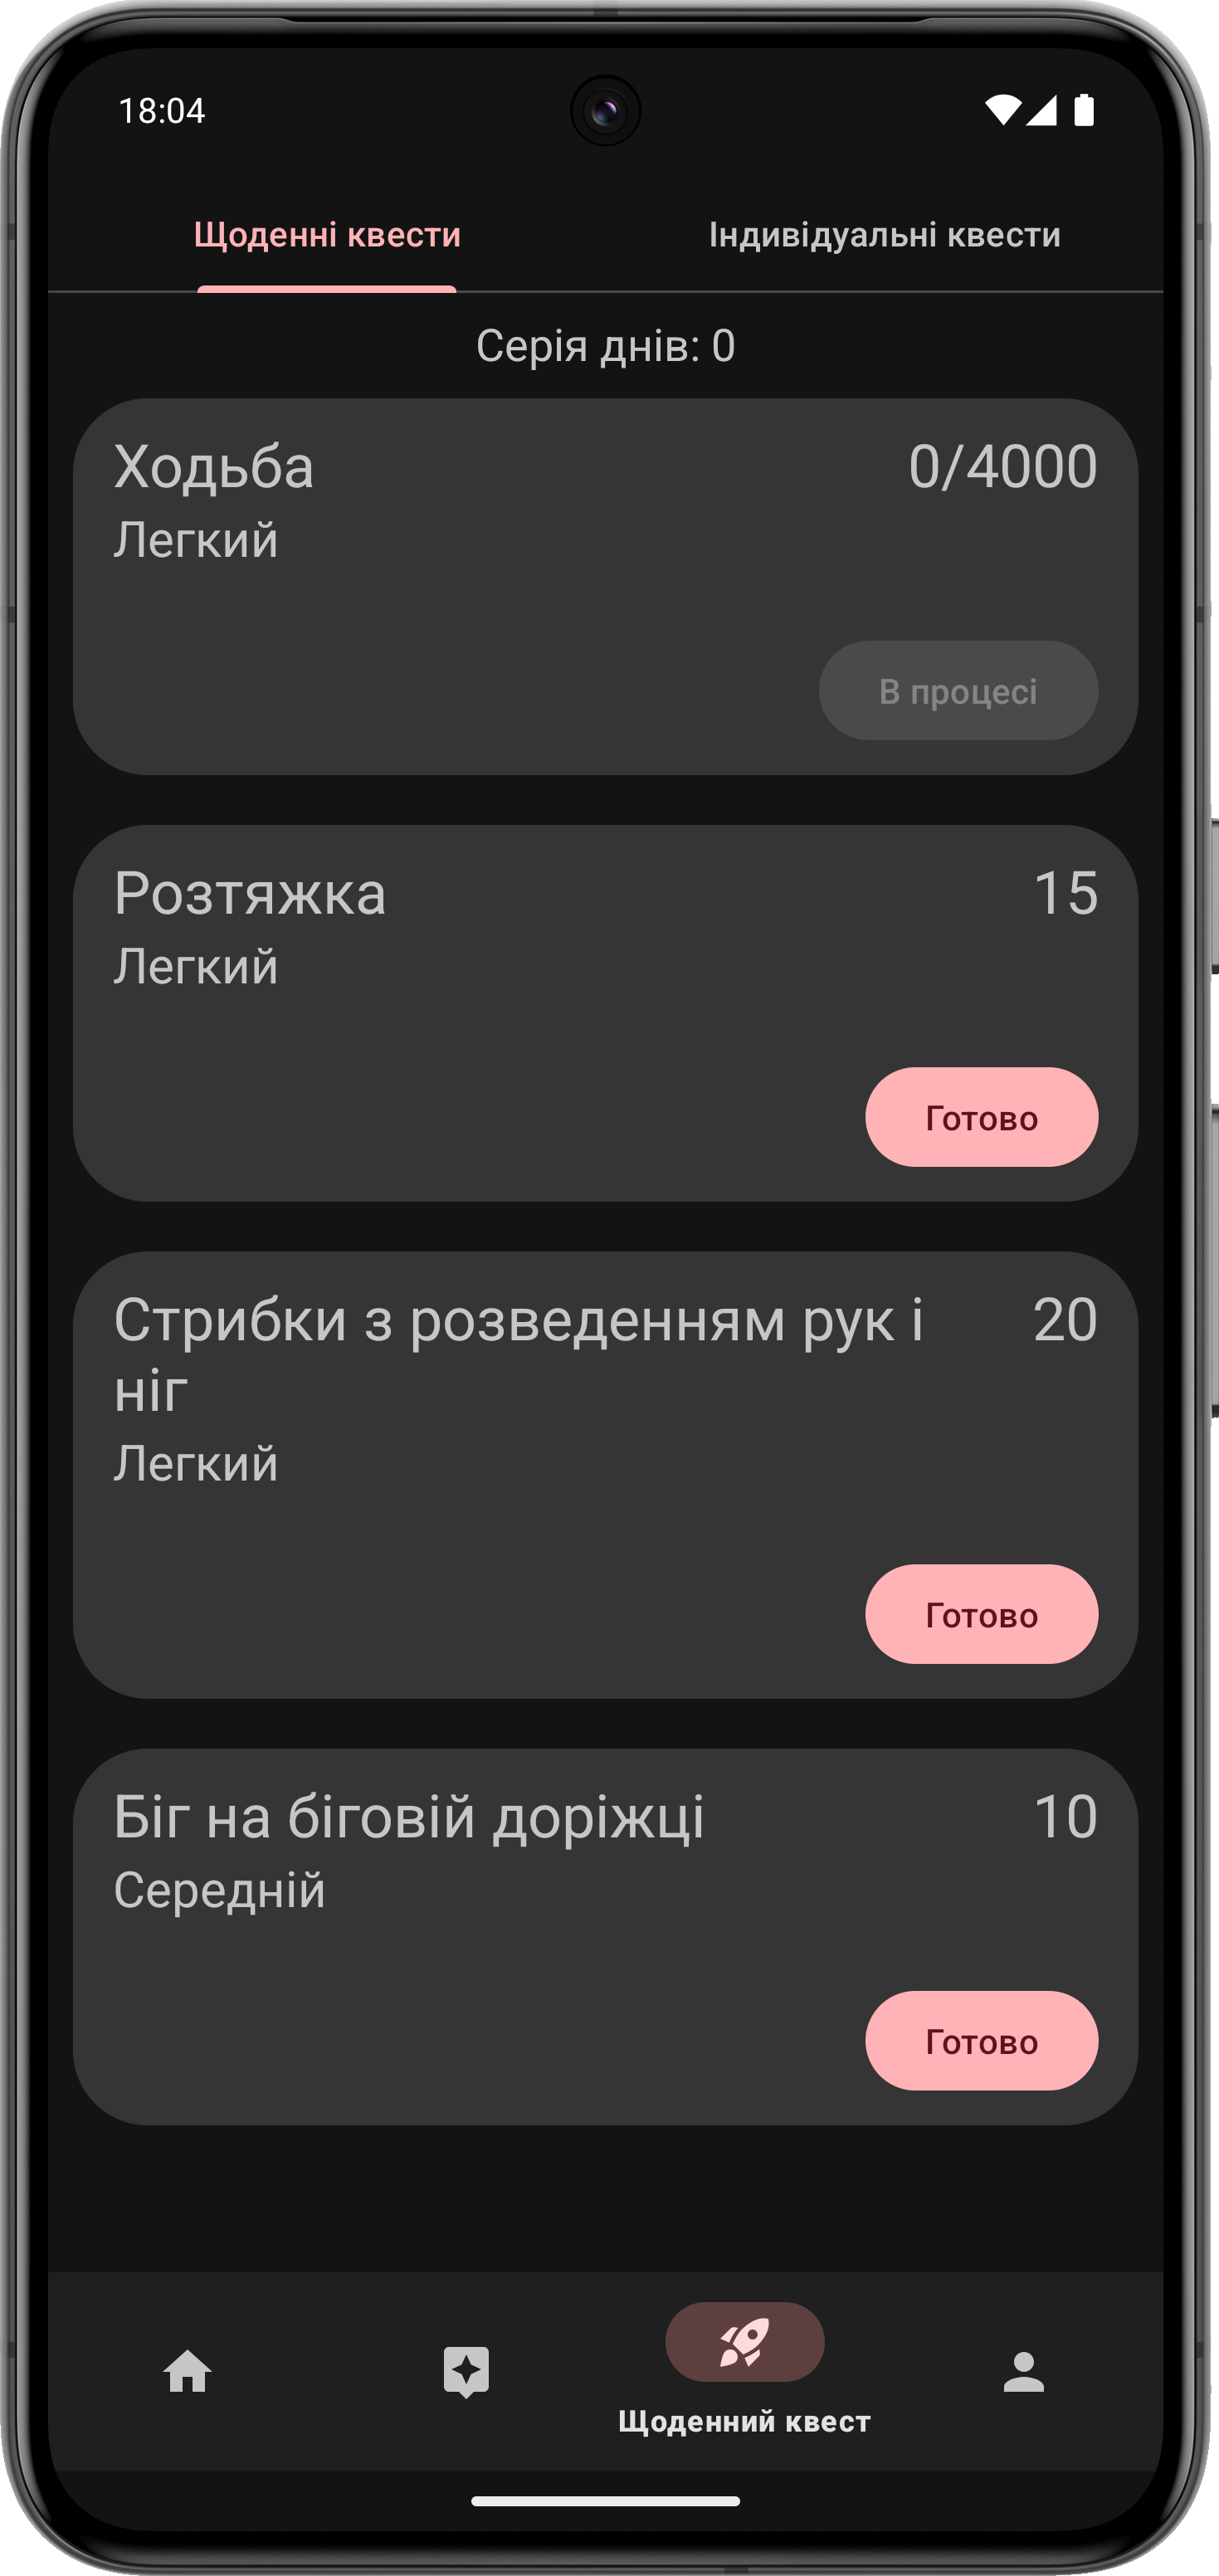 18:04
Щоденні квести
Індивідуальні квести
Серія днів: 0
Ходьба
0/4000
Легкий
В процесі
Розтяжка
15
Легкий
Готово
Стрибки з розведенням рук і
20
ніг
Легкий
Готово
Біг на біговій доріжці
10
Середній
Готово
Щоденний квест